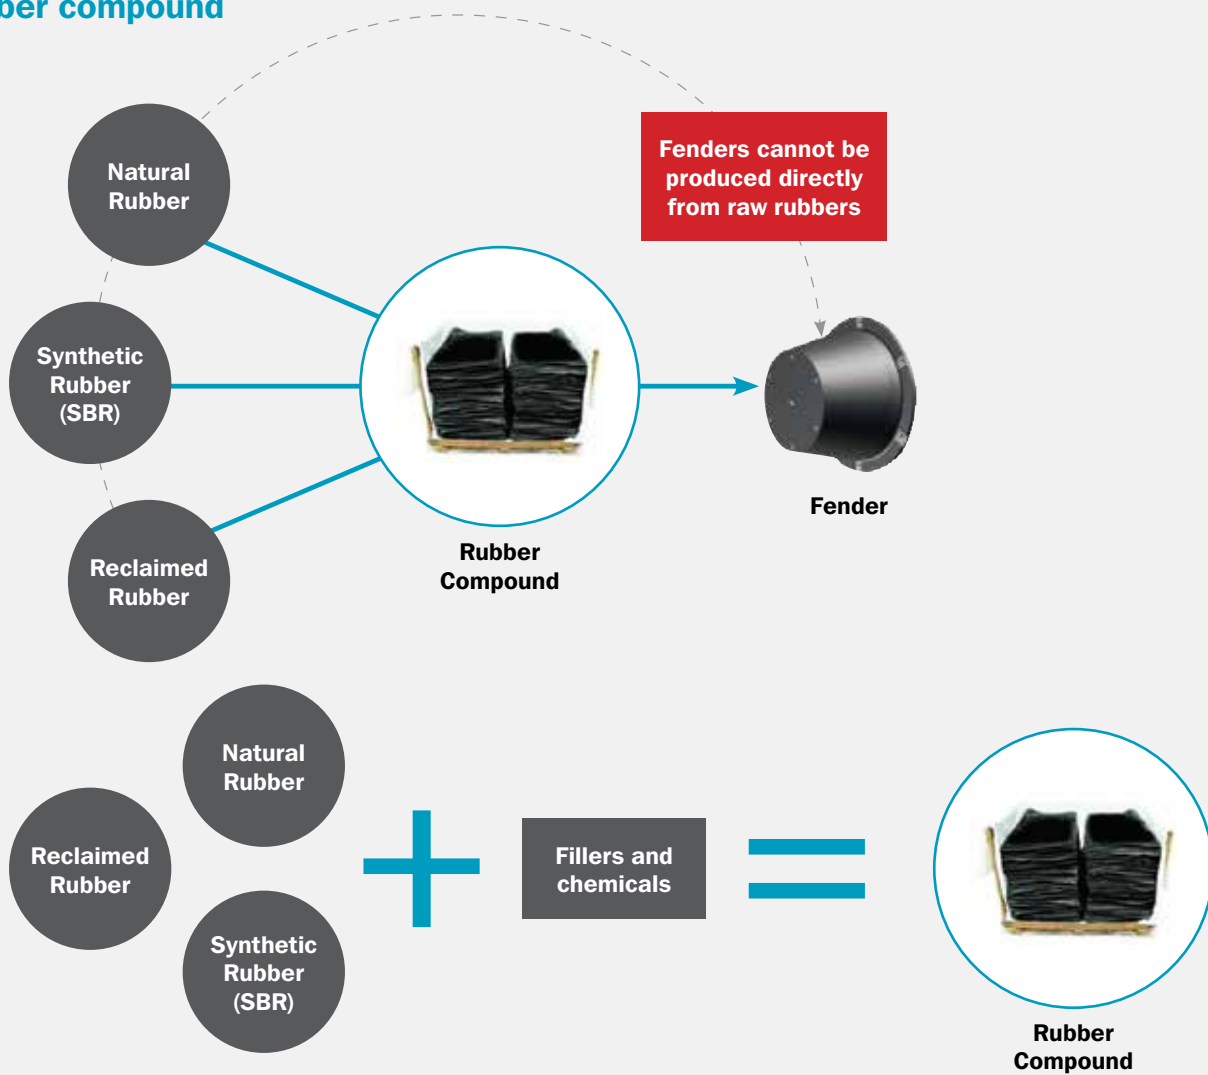 compound
Natural
Rubber
Fenders cannot be
produced directly
from raw rubbers
Synthetic
Rubber
(SBR)
Fender
Reclaimed
Rubber
Rubber
Compound
Natural
Rubber
Reclaimed
Rubber
Fillers and
chemicals
Synthetic
Rubber
(SBR)
Rubber
Compound